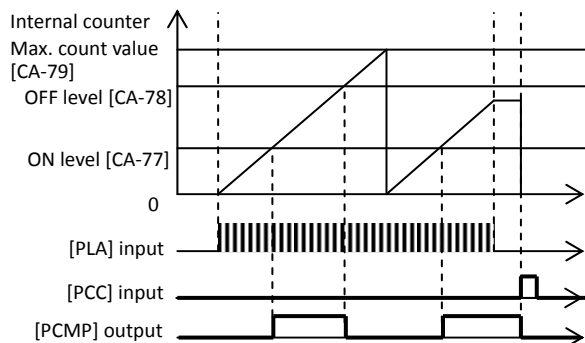 Internal counter
Max. count value
[CA-79]
OFF level [CA-78]
ON level [CA-77]
0
[PLA] input
[PCC] input
[PCMP] output